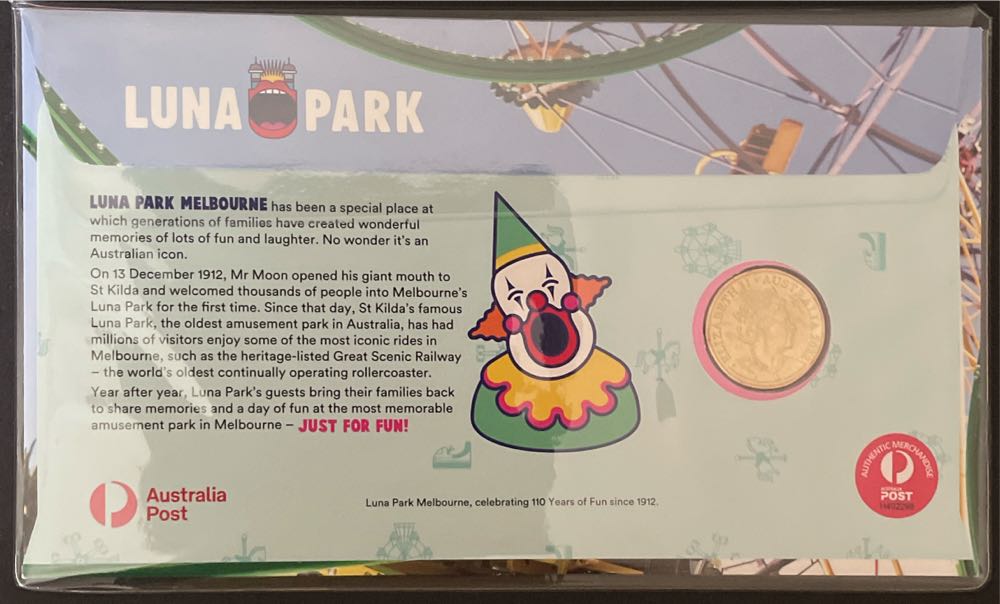 LUNA PARK
LUNA PARK MELBOURNE has been a special place at
which generations of families have created wonderful
memories of lots of fun and laughter. No wonder it's an
Australian icon.
On 13 December 1912, Mr Moon opened his giant mouth to
St Kilda and welcomed thousands of people into Melbourne's
Luna Park for the first time. Since that day, St Kilda's famous
Luna Park, the oldest amusement park in Australia, has had
millions of visitors enjoy some of the most iconic rides in
Melbourne, such as the heritage-listed Great Scenic Railway
– the world's oldest continually operating rollercoaster.
Year after year, Luna Park's guests bring their families back
to share memories and a day of fun at the most memorable
amusement park in Melbourne – JUST FOR FUN!
ELIZABETH II • AUSTRALIA
AUTHENTIC MERCHANDISE
AUSTRALIA
POST
Australia
Post
Luna Park Melbourne, celebrating 110 Years of Fun since 1912.